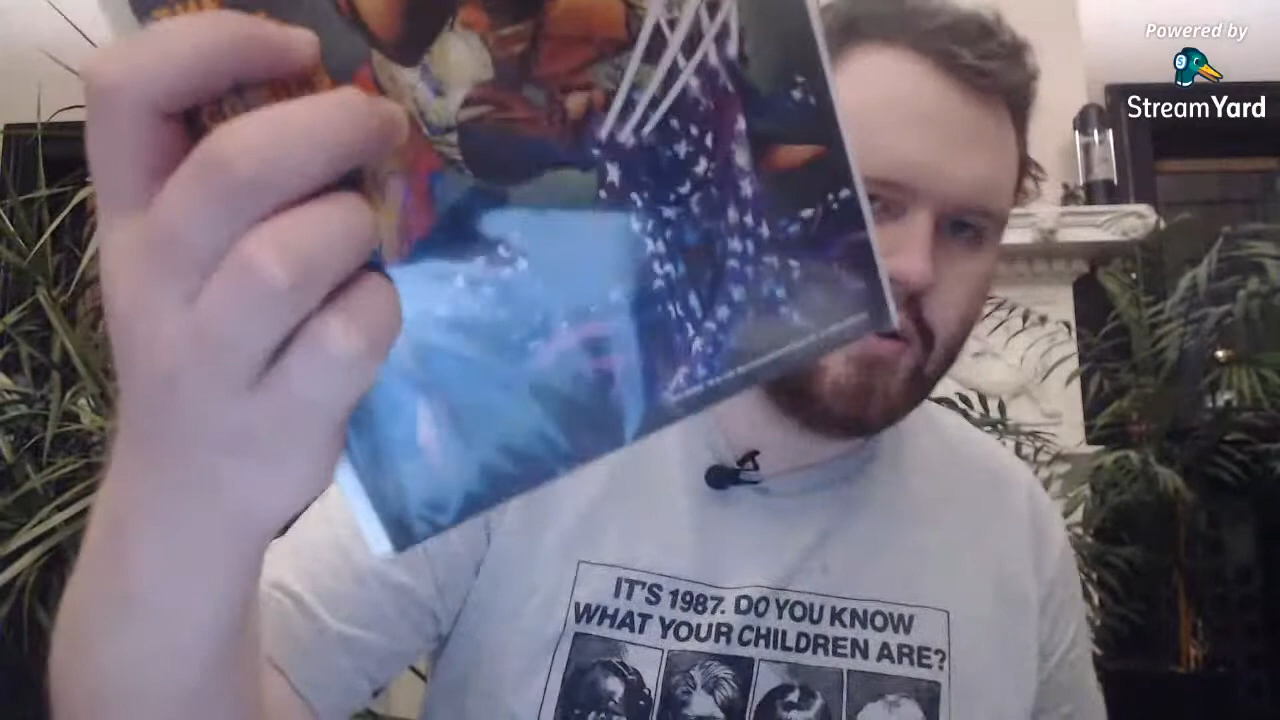 Powered by
StreamYard
IT'S 1987. DO YOU KNOW
WHAT YOUR CHILDREN ARE?